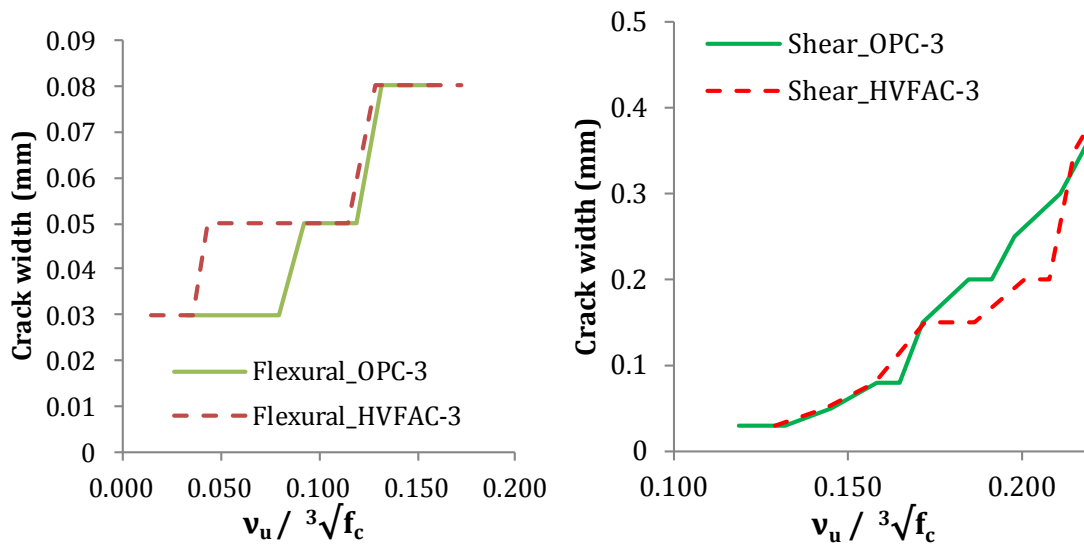 0.09
0.08
0.07
0.06
0.05
0.04
0.03
0.02
0.01
0
Crack width (mm)
Flexural_OPC-3
Flexural_HVFAC-3
0.000 0.050 0.100 0.150 0.200
νu / ³√fc
0.5
0.4
0.3
0.2
0.1
0
Crack width (mm)
Shear_OPC-3
Shear_HVFAC-3
0.100 0.150 0.200
νu / ³√fc